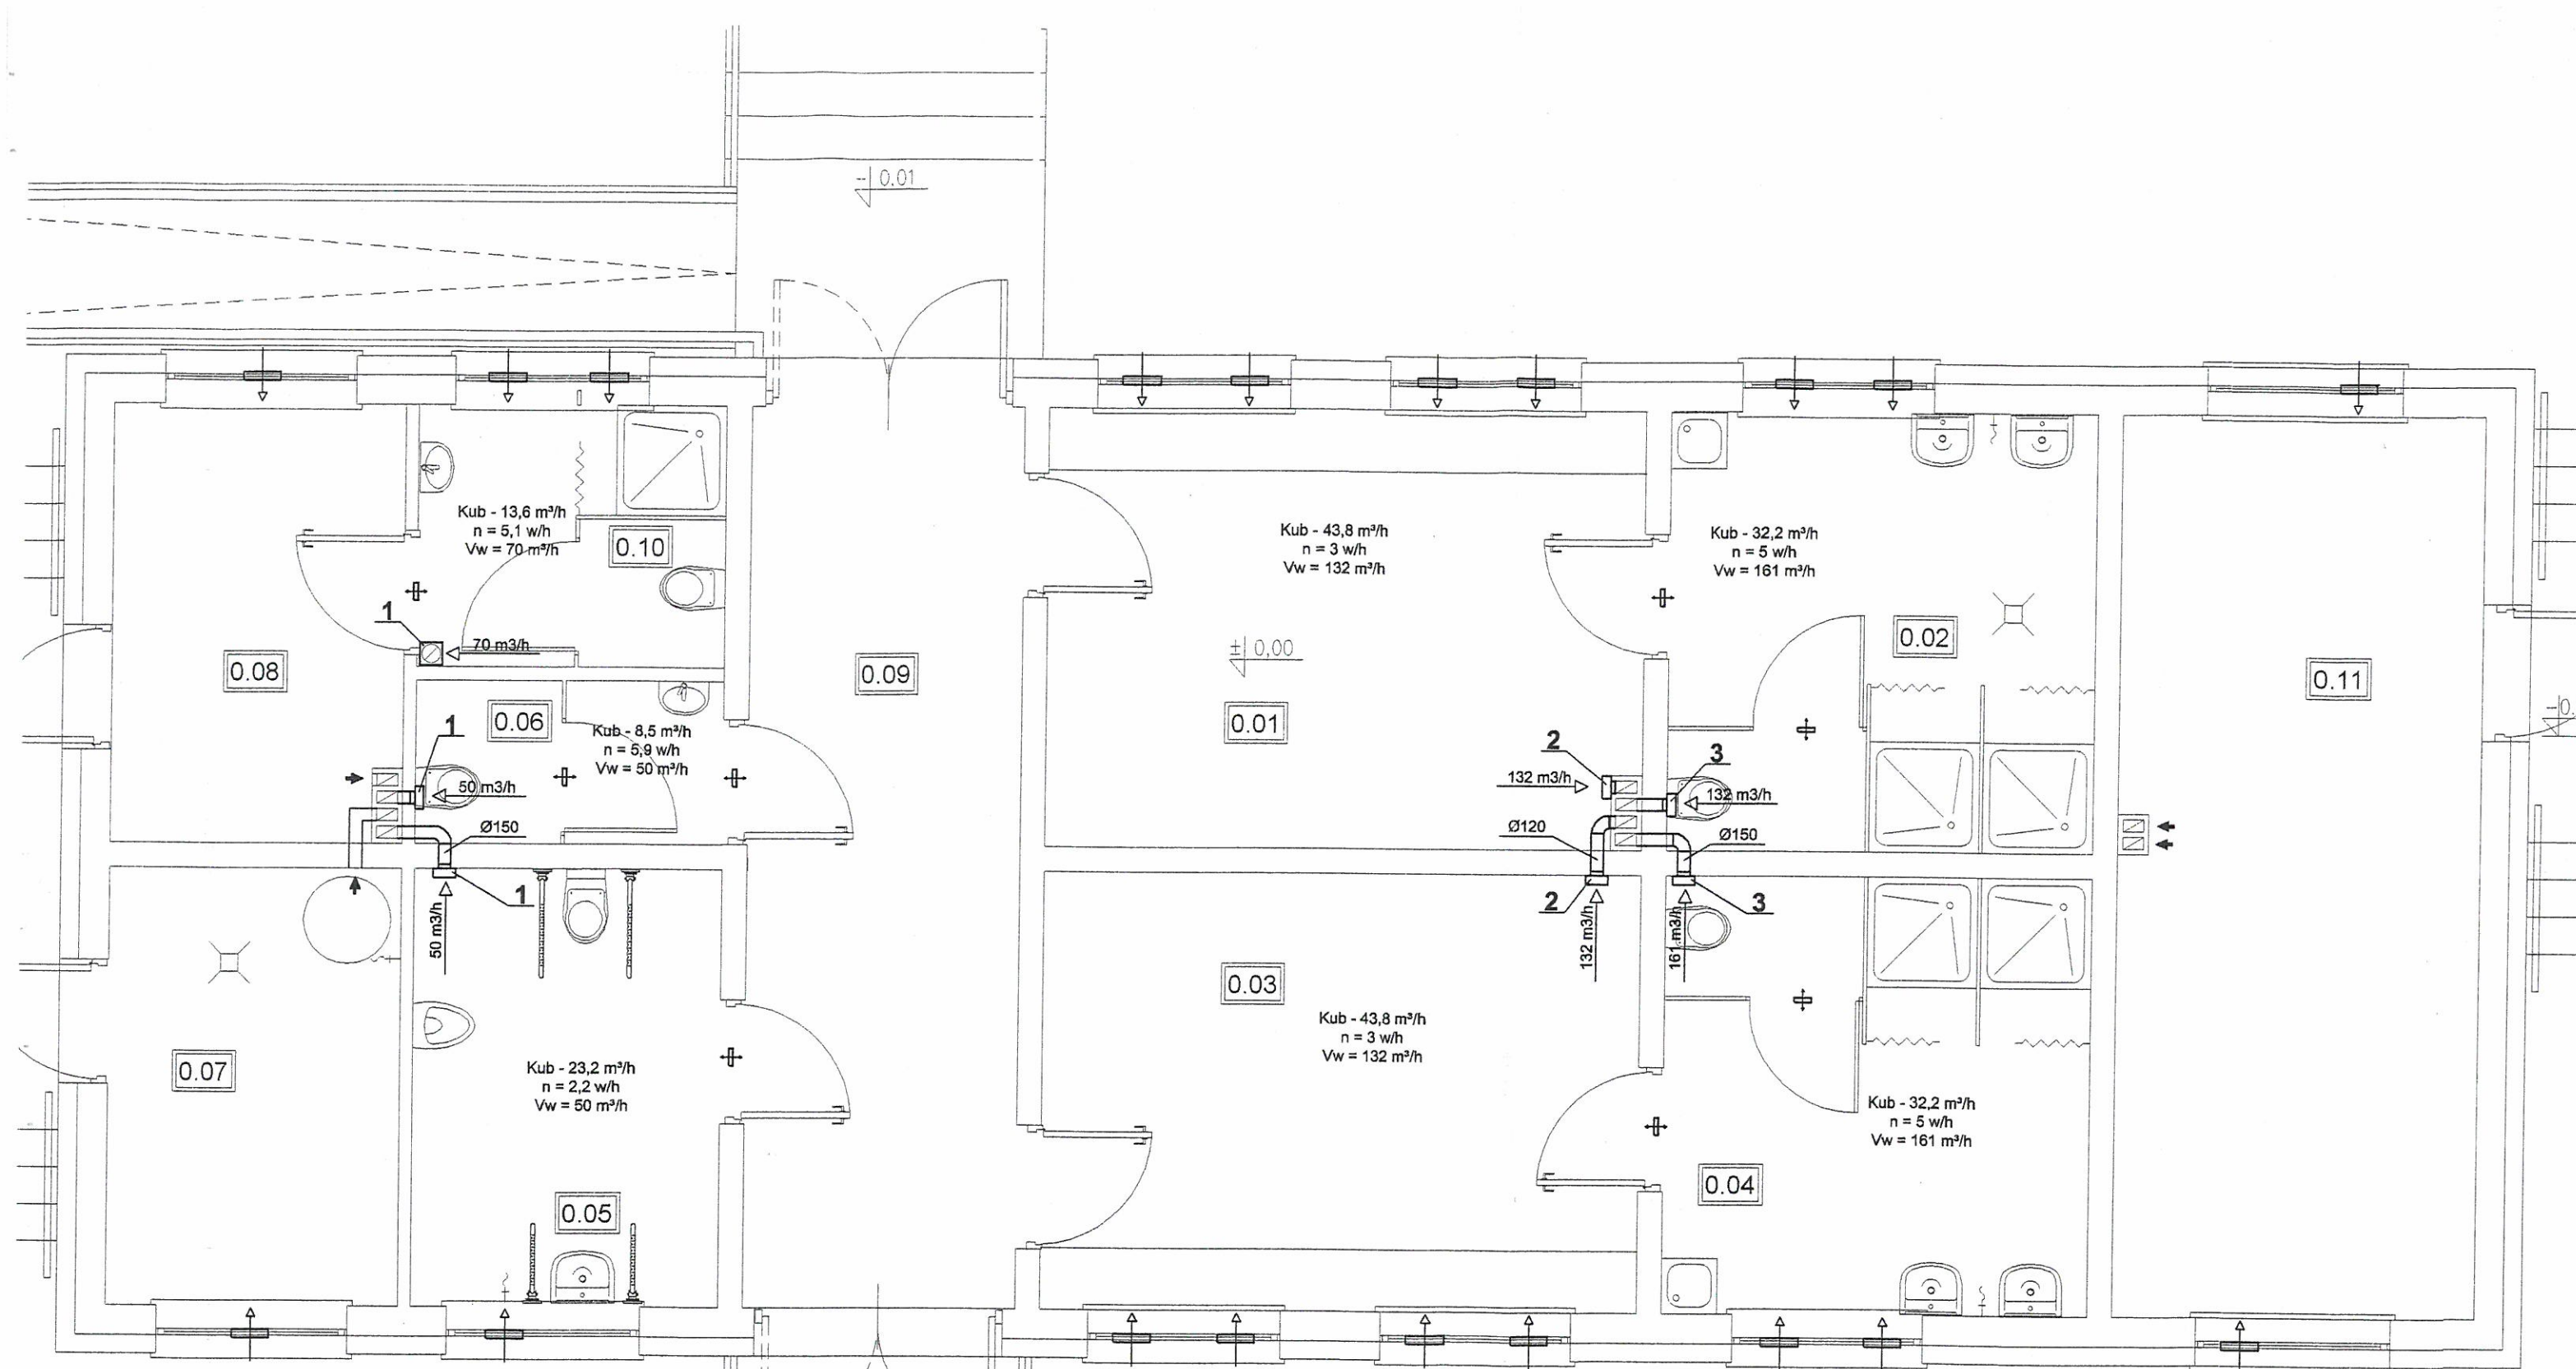 -| 0.01
Kub - 13,6 m³/h
n = 5,1 w/h
Vw = 70 m³/h
0.10
1
70 m3/h
0.08
0.06
1
Kub - 8,5 m³/h
n = 5,9 w/h
Vw = 50 m³/h
50 m3/h
Ø150
1
50 m3/h
0.09
Kub - 43,8 m³/h
n = 3 w/h
Vw = 132 m³/h
±| 0,00
0.01
2
132 m3/h
Kub - 32,2 m³/h
n = 5 w/h
Vw = 161 m³/h
0.02
3
132 m3/h
Ø120
Ø150
2
132 m3/h
3
161 m3/h
0.11
-0.
0.07
Kub - 23,2 m³/h
n = 2,2 w/h
Vw = 50 m³/h
0.05
0.03
Kub - 43,8 m³/h
n = 3 w/h
Vw = 132 m³/h
Kub - 32,2 m³/h
n = 5 w/h
Vw = 161 m³/h
0.04